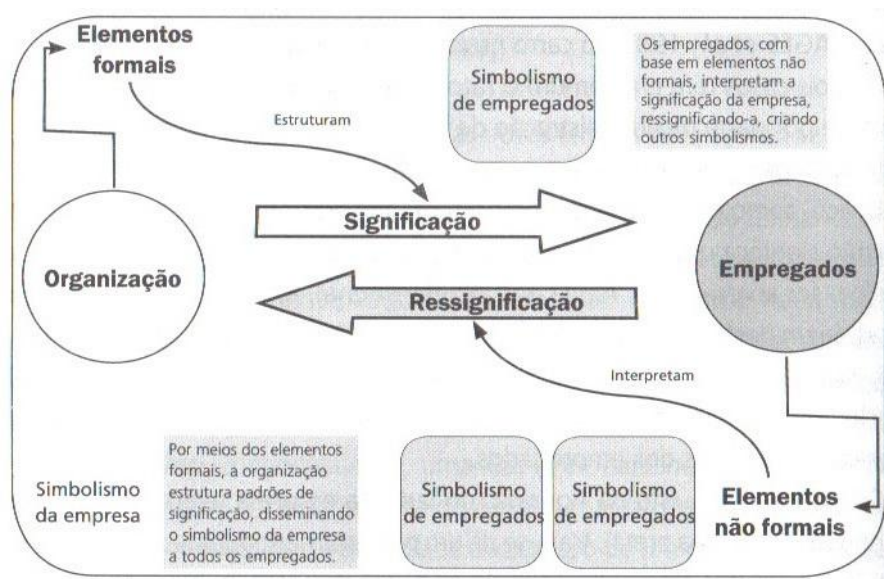 Elementos
formais
Simbolismo
de empregados
Os empregados, com
base em elementos não
formais, interpretam a
significação da empresa,
ressignificando-a, criando
outros simbolismos.
Estruturam
Significação
Organização
Empregados
Ressignificação
Interpretam
Simbolismo
da empresa
Por meios dos elementos
formais, a organização
estrutura padrões de
significação, disseminando
o simbolismo da empresa
a todos os empregados.
Simbolismo
de empregados
Simbolismo
de empregados
Elementos
não formais